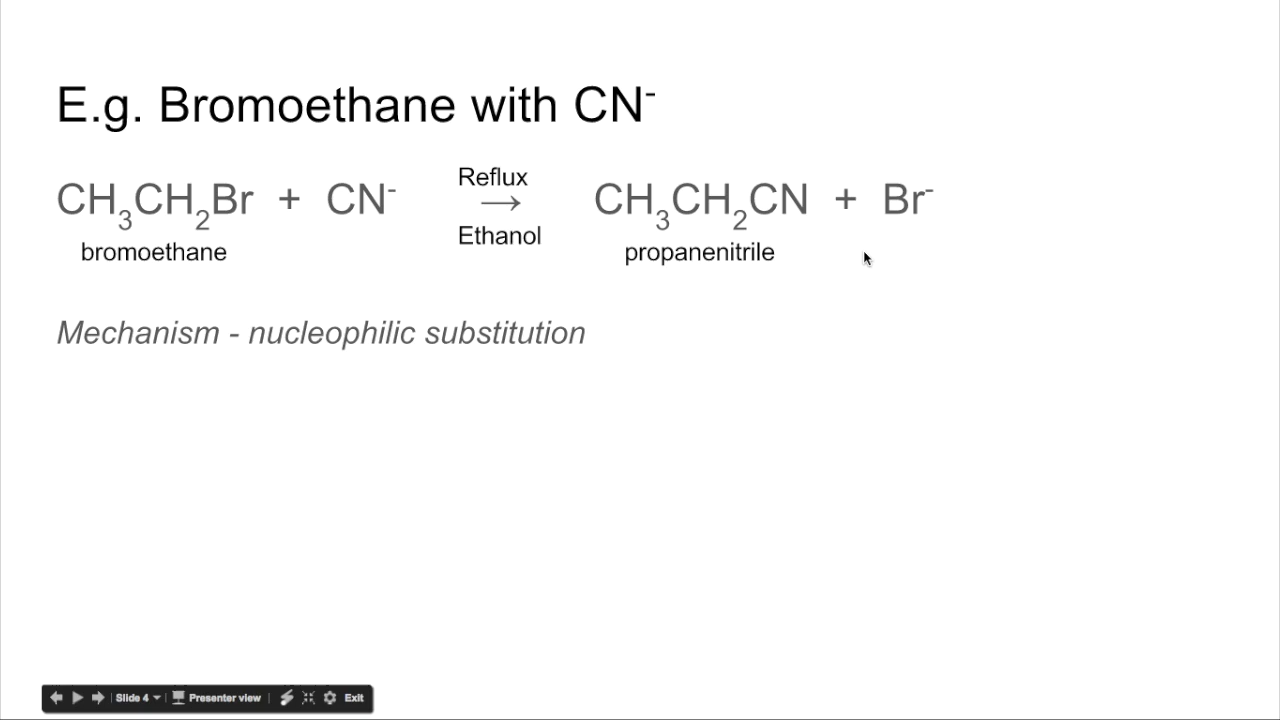 E.g. Bromoethane with CN⁻
CH₃CH₂Br + CN⁻ Reflux → Ethanol CH₃CH₂CN + Br⁻
bromoethane propanenitrile
Mechanism - nucleophilic substitution
Slide 4 Presenter view Exit